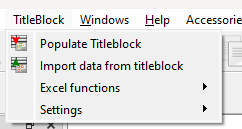 TitleBlock Windows Help Accessorie
Populate Titleblock
Import data from titleblock
Excel functions
Settings